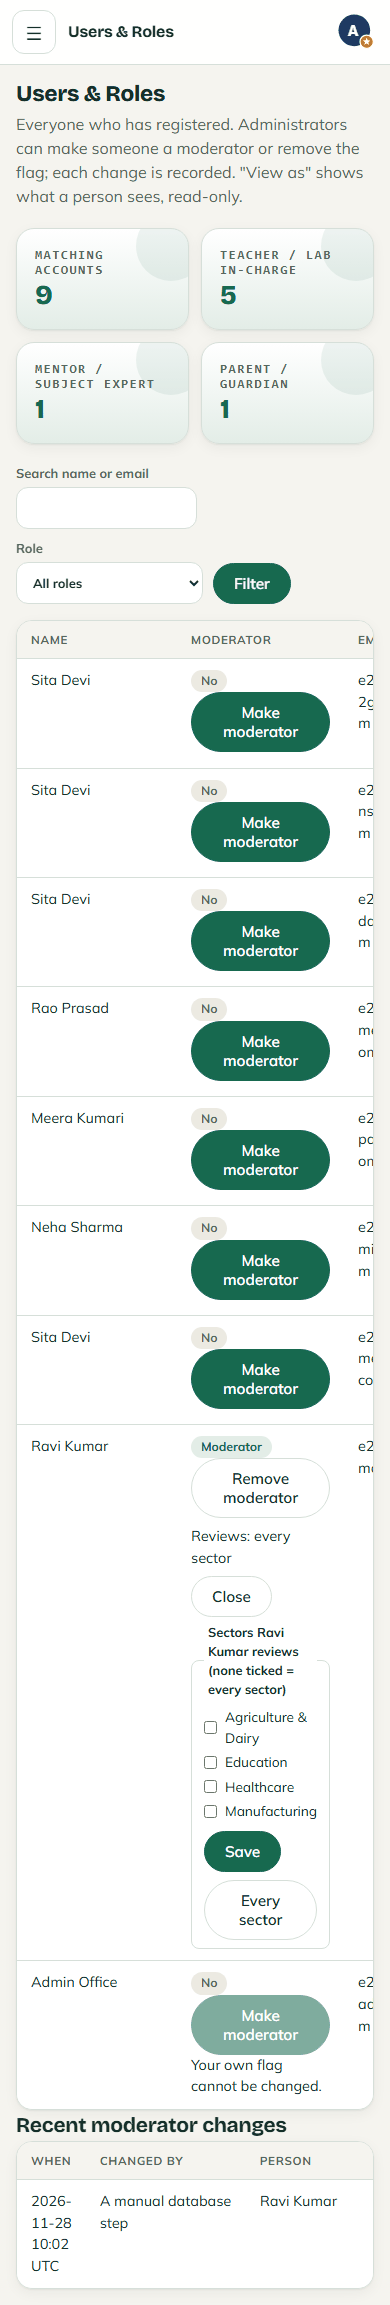 ☰ Users & Roles A
Users & Roles
Everyone who has registered. Administrators
can make someone a moderator or remove the
flag; each change is recorded. "View as" shows
what a person sees, read-only.
MATCHING
ACCOUNTS
9
TEACHER / LAB
IN-CHARGE
5
MENTOR /
SUBJECT EXPERT
1
PARENT /
GUARDIAN
1
Search name or email
Role
All roles
Filter
NAME MODERATOR
Sita Devi No
Make
moderator
Sita Devi No
Make
moderator
Sita Devi No
Make
moderator
Rao Prasad No
Make
moderator
Meera Kumari No
Make
moderator
Neha Sharma No
Make
moderator
Sita Devi No
Make
moderator
Ravi Kumar Moderator
Remove
moderator
Reviews: every
sector
Close
Sectors Ravi
Kumar reviews
(none ticked =
every sector)
Agriculture &
Dairy
Education
Healthcare
Manufacturing
Save
Every
sector
Admin Office No
Make
moderator
Your own flag
cannot be changed.
Recent moderator changes
WHEN CHANGED BY PERSON
2026-
11-28
10:02
UTC
A manual database
step
Ravi Kumar